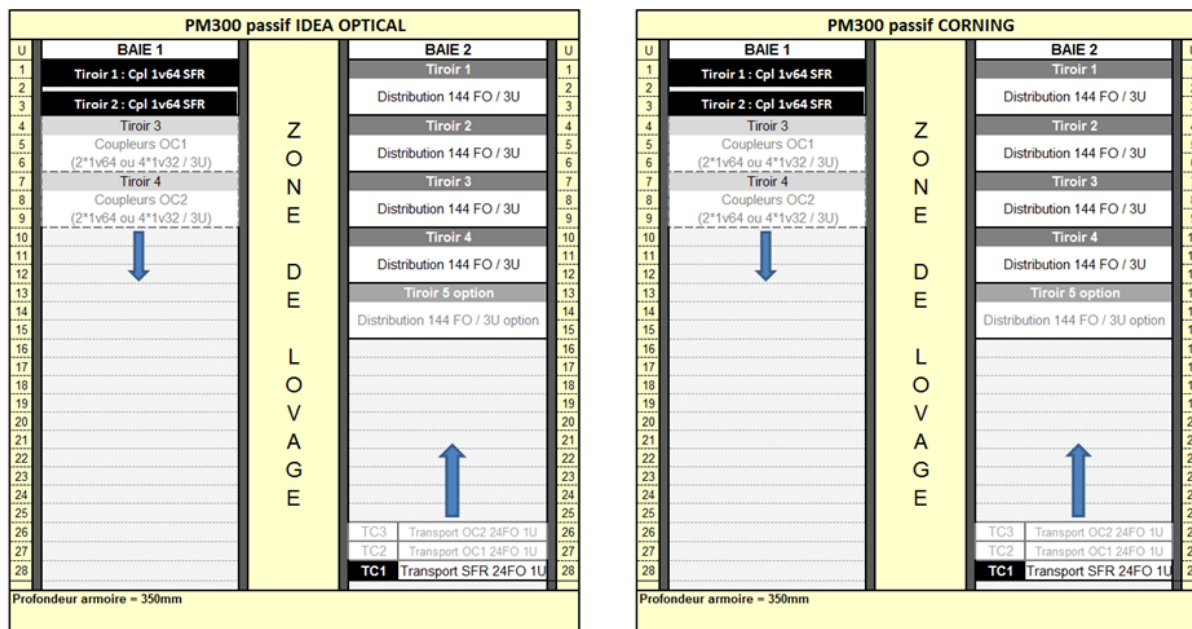 PM300 passif IDEA OPTICAL
U BAIE 1 BAIE 2 U
1 Tiroir 1 : Cpl 1v64 SFR Tiroir 1 1
2 Distribution 144 FO / 3U 2
3 Tiroir 2 : Cpl 1v64 SFR 3
4 Tiroir 3 Tiroir 2 4
5 Coupleurs OC1 Distribution 144 FO / 3U 5
6 (2*1v64 ou 4*1v32 / 3U) 6
7 Tiroir 4 Tiroir 3 7
8 Coupleurs OC2 Distribution 144 FO / 3U 8
9 (2*1v64 ou 4*1v32 / 3U) 9
10 Tiroir 4 10
11 Distribution 144 FO / 3U 11
12 12
13 Tiroir 5 option 13
14 Distribution 144 FO / 3U option 14
15 15
16 16
17 17
18 18
19 19
20 20
21 21
22 22
23 23
24 24
25 25
26 TC3 Transport OC2 24FO 1U 26
27 TC2 Transport OC1 24FO 1U 27
28 TC1 Transport SFR 24FO 1U 28
ZONE DE LOVAGE
Profondeur armoire = 350mm
PM300 passif CORNING
U BAIE 1 BAIE 2
1 Tiroir 1 : Cpl 1v64 SFR Tiroir 1
2 Distribution 144 FO / 3U
3 Tiroir 2 : Cpl 1v64 SFR
4 Tiroir 3 Tiroir 2
5 Coupleurs OC1 Distribution 144 FO / 3U
6 (2*1v64 ou 4*1v32 / 3U)
7 Tiroir 4 Tiroir 3
8 Coupleurs OC2 Distribution 144 FO / 3U
9 (2*1v64 ou 4*1v32 / 3U)
10 Tiroir 4
11 Distribution 144 FO / 3U
12
13 Tiroir 5 option
14 Distribution 144 FO / 3U option
15
16
17
18
19
20
21
22
23
24
25
26 TC3 Transport OC2 24FO 1U
27 TC2 Transport OC1 24FO 1U
28 TC1 Transport SFR 24FO 1U
ZONE DE LOVAGE
Profondeur armoire = 350mm